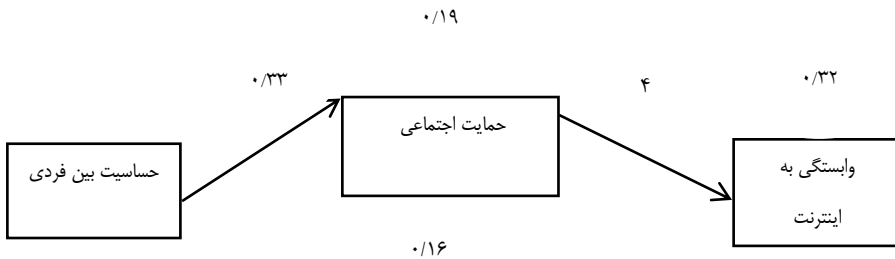 ۰/۱۹
۰/۳۳
۴
۰/۳۲
حمایت اجتماعی
حساسیت بین فردی
وابستگی به
اینترنت
۰/۱۶